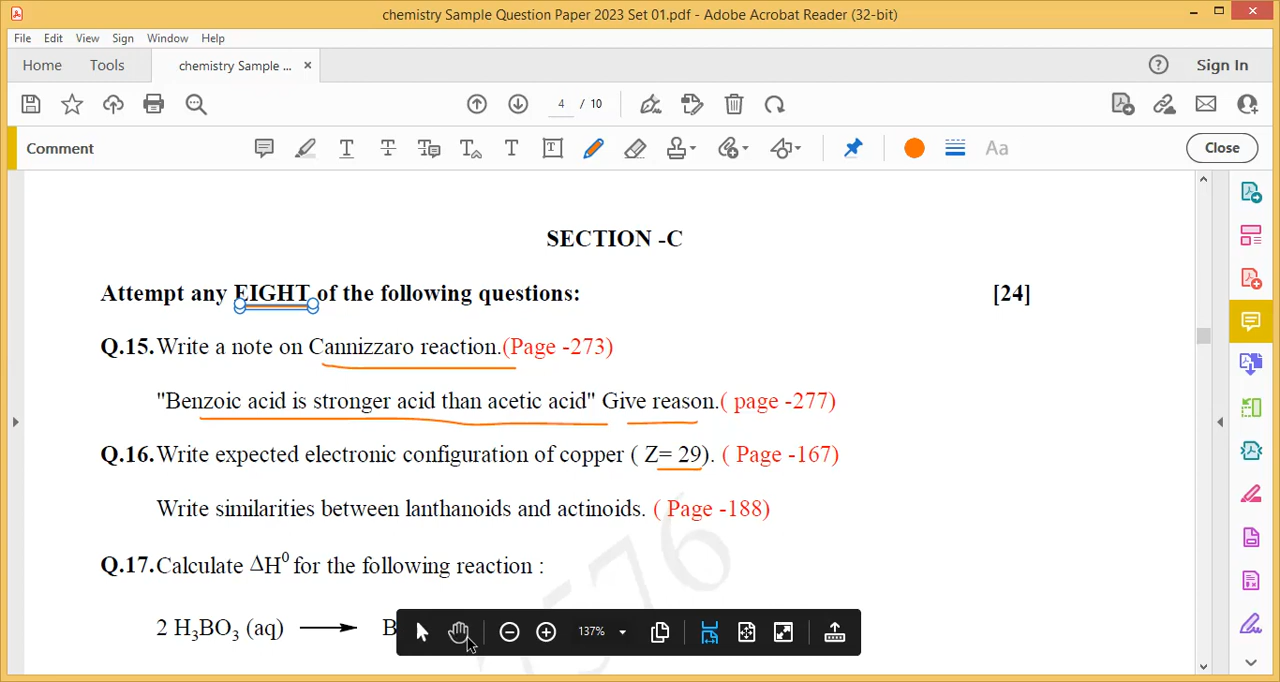 chemistry Sample Question Paper 2023 Set 01.pdf - Adobe Acrobat Reader (32-bit)
File Edit View Sign Window Help
Home Tools chemistry Sample ... × Sign In
4 / 10
Comment Aa Close
SECTION -C
Attempt any EIGHT of the following questions: [24]
Q.15. Write a note on Cannizzaro reaction.(Page -273)
"Benzoic acid is stronger acid than acetic acid" Give reason.( page -277)
Q.16. Write expected electronic configuration of copper ( Z= 29). ( Page -167)
Write similarities between lanthanoids and actinoids. ( Page -188)
Q.17. Calculate ΔH⁰ for the following reaction :
2 H₃BO₃ (aq) ⟶ B
137%
576